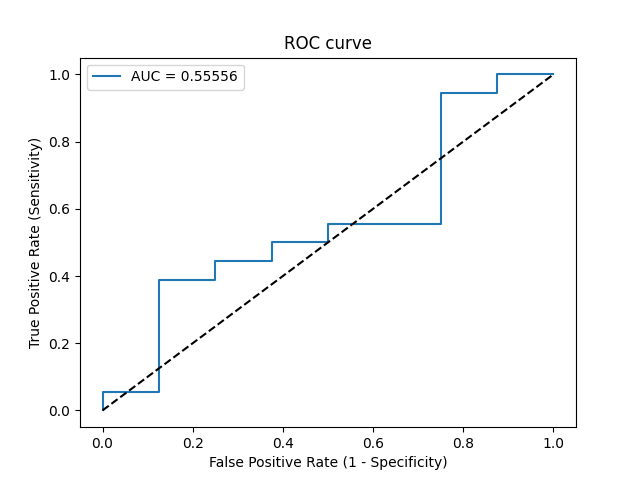 ROC curve
AUC = 0.55556
True Positive Rate (Sensitivity)
1.0
0.8
0.6
0.4
0.2
0.0
0.0 0.2 0.4 0.6 0.8 1.0
False Positive Rate (1 - Specificity)